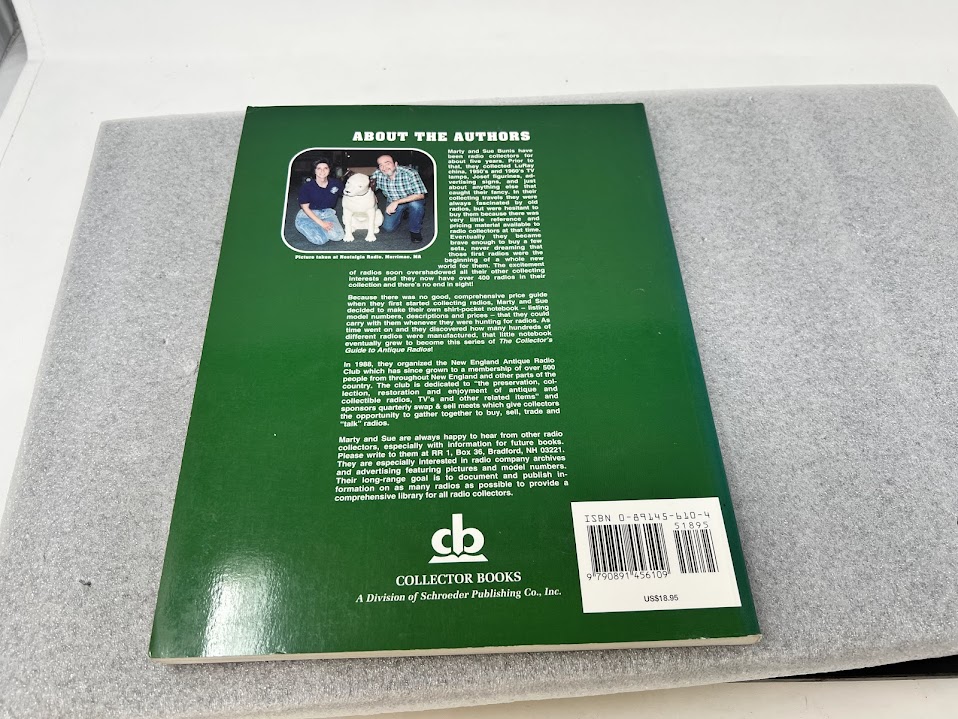 ABOUT THE AUTHORS
Marty and Sue Bunis have
been radio collectors for
about five years. Prior to
that, they collected LuRay
china, 1950's and 1960's TV
lamps, Josef figurines, ad-
vertising signs, and just
about anything else that
caught their fancy. In their
collecting travels they were
always fascinated by old
radios, but were hesitant to
buy them because there was
very little reference and
pricing material available to
radio collectors at that time.
Eventually they became
brave enough to buy a few
sets, never dreaming that
those first radios were the
beginning of a whole new
world for them. The excitement
of radios soon overshadowed all their other collecting
interests and they now have over 400 radios in their
collection and there's no end in sight!
Picture taken at Nostalgia Radio, Merrimac, MA
Because there was no good, comprehensive price guide
when they first started collecting radios, Marty and Sue
decided to make their own shirt-pocket notebook – listing
model numbers, descriptions and prices – that they could
carry with them whenever they were hunting for radios. As
time went on and they discovered how many hundreds of
different radios were manufactured, that little notebook
eventually grew to become this series of The Collector's
Guide to Antique Radios!
In 1988, they organized the New England Antique Radio
Club which has since grown to a membership of over 500
people from throughout New England and other parts of the
country. The club is dedicated to "the preservation, col-
lection, restoration and enjoyment of antique and
collectible radios, TV's and other related items" and
sponsors quarterly swap & sell meets which give collectors
the opportunity to gather together to buy, sell, trade and
"talk" radios.
Marty and Sue are always happy to hear from other radio
collectors, especially with information for future books.
Please write to them at RR 1, Box 36, Bradford, NH 03221.
They are especially interested in radio company archives
and advertising featuring pictures and model numbers.
Their long-range goal is to document and publish in-
formation on as many radios as possible to provide a
comprehensive library for all radio collectors.
cb
COLLECTOR BOOKS
A Division of Schroeder Publishing Co., Inc.
ISBN 0-89145-610-4
51895
9 790891 456109
US$18.95